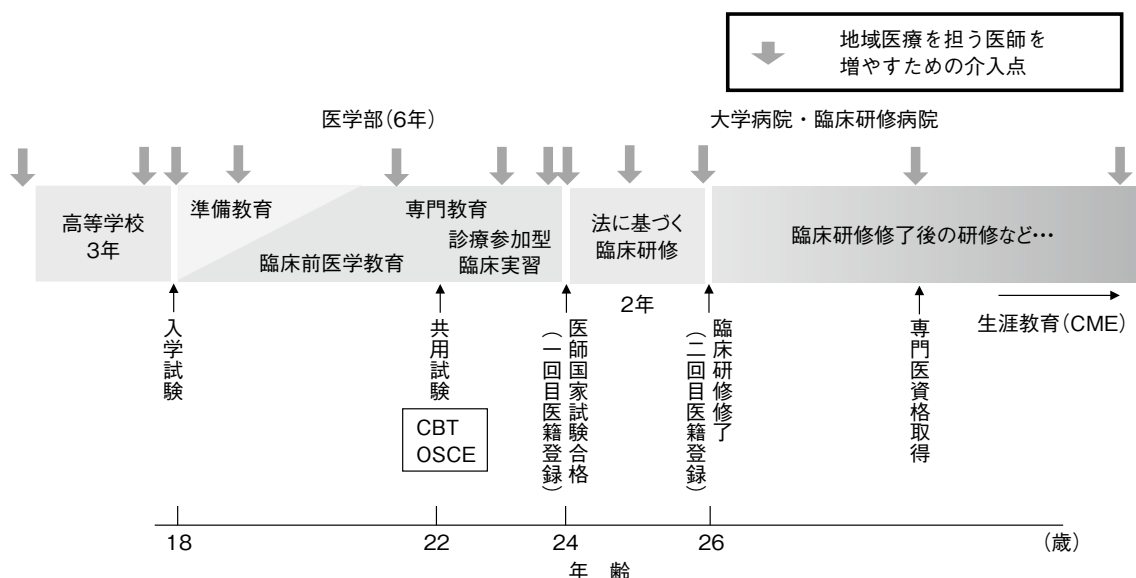 地域医療を担う医師を
増やすための介入点
医学部（6年）
大学病院・臨床研修病院
高等学校
3年
準備教育
臨床前医学教育
専門教育
診療参加型
臨床実習
法に基づく
臨床研修
臨床研修修了後の研修など…
2年
生涯教育（CME）
入学試験
共用試験
CBT
OSCE
医師国家試験合格
（一回目医籍登録）
臨床研修修了
（二回目医籍登録）
専門医資格取得
18
22
24
26
（歳）
年 齢